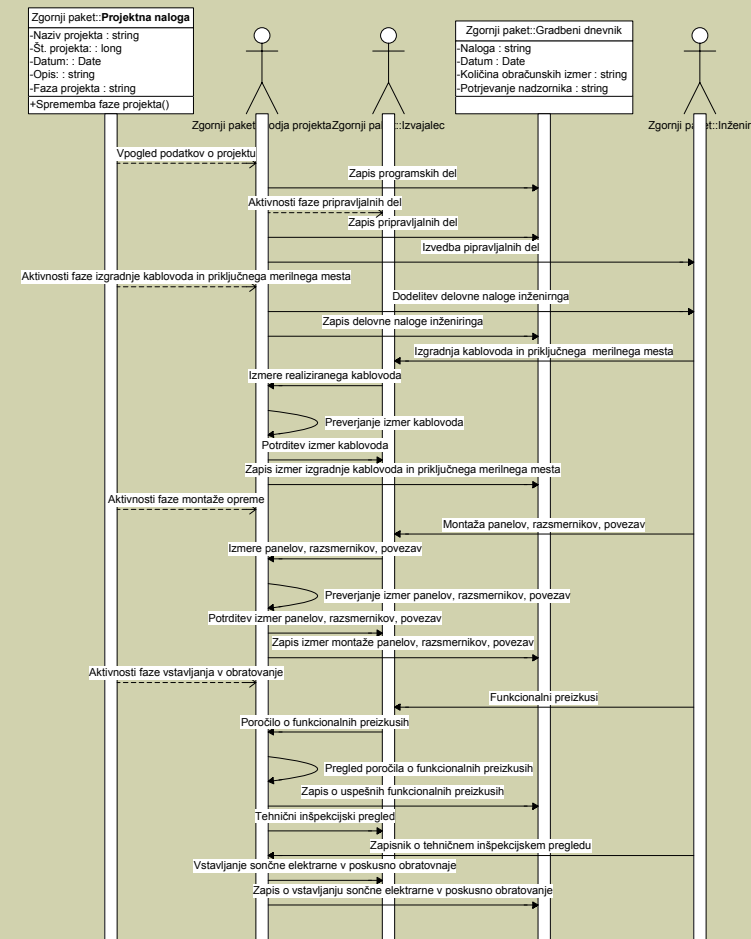 Zgornji paket::Projektna naloga
-Naziv projekta : string
-Št. projekta: : long
-Datum: : Date
-Opis: : string
-Faza projekta : string
+Sprememba faze projekta()
Zgornji paket::Gradbeni dnevnik
-Naloga : string
-Datum : Date
-Količina obračunskih izmer : string
-Potrjevanje nadzornika : string
Zgornji paket odja projekta
Zgornji pa ::Izvajalec
Zgornji pa et::Inženir
Vpogled podatkov o projektu
Zapis programskih del
Aktivnosti faze pripravljalnih del
Zapis pripravljalnih del
Izvedba pipravljalnih del
Aktivnosti faze izgradnje kablovoda in priključnega merilnega mesta
Dodelitev delovne naloge inženirnga
Zapis delovne naloge inženiringa
Izgradnja kablovoda in priključnega merilnega mesta
Izmere realiziranega kablovoda
Preverjanje izmer kablovoda
Potrditev izmer kablovoda
Zapis izmer izgradnje kablovoda in priključnega merilnega mesta
Aktivnosti faze montaže opreme
Montaža panelov, razsmernikov, povezav
Izmere panelov, razsmernikov, povezav
Preverjanje izmer panelov, razsmernikov, povezav
Potrditev izmer panelov, razsmernikov, povezav
Zapis izmer montaže panelov, razsmernikov, povezav
Aktivnosti faze vstavljanja v obratovanje
Funkcionalni preizkusi
Poročilo o funkcionalnih preizkusih
Pregled poročila o funkcionalnih preizkusih
Zapis o uspešnih funkcionalnih preizkusih
Tehnični inšpekcijski pregled
Zapisnik o tehničnem inšpekcijskem pregledu
Vstavljanje sončne elektrarne v poskusno obratovnaje
Zapis o vstavljanju sončne elektrarne v poskusno obratovanje